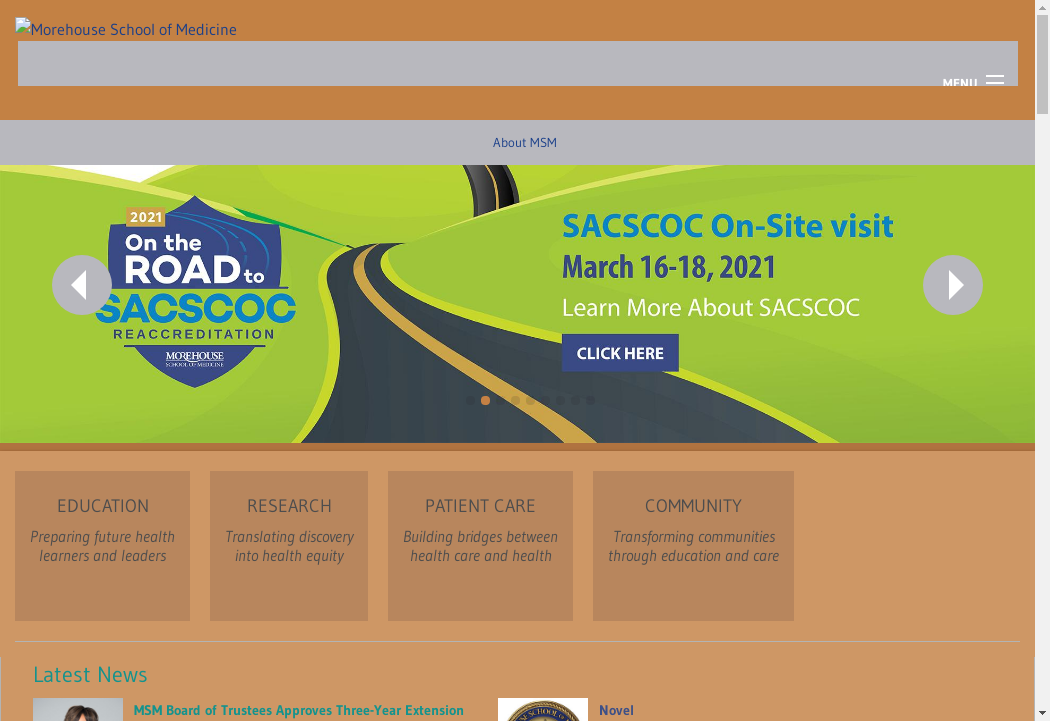 Morehouse School of Medicine
MENU
About MSM
2021
On the
ROAD to
SACSCOC
REACCREDITATION
MOREHOUSE
SCHOOL OF MEDICINE
SACSCOC On-Site visit
March 16-18, 2021
Learn More About SACSCOC
CLICK HERE
EDUCATION
Preparing future health
learners and leaders
RESEARCH
Translating discovery
into health equity
PATIENT CARE
Building bridges between
health care and health
COMMUNITY
Transforming communities
through education and care
Latest News
MSM Board of Trustees Approves Three-Year Extension
Novel